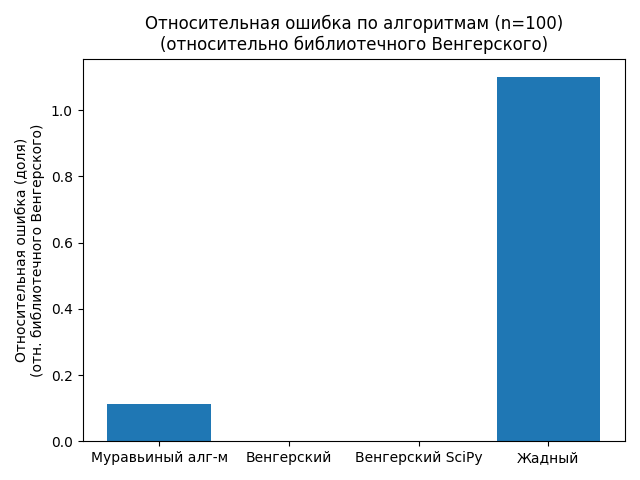 Относительная ошибка по алгоритмам (n=100)
(относительно библиотечного Венгерского)
Относительная ошибка (доля)
(отн. библиотечного Венгерского)
1.0
0.8
0.6
0.4
0.2
0.0
Муравьиный алг-м Венгерский Венгерский SciPy Жадный